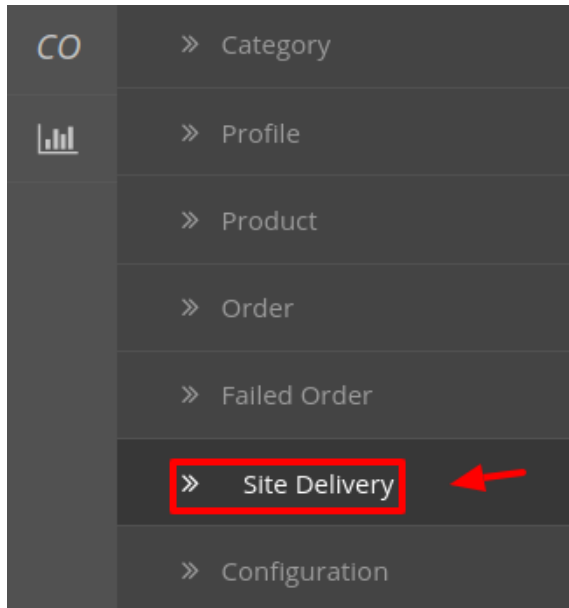 CO
» Category
» Profile
» Product
» Order
» Failed Order
» Site Delivery
» Configuration